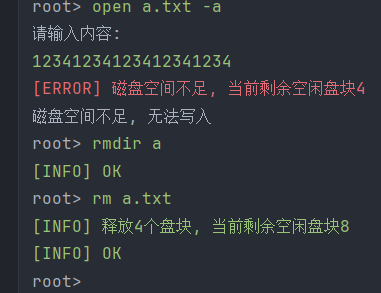 root> open a.txt -a
请输入内容:
12341234123412341234
[ERROR] 磁盘空间不足, 当前剩余空闲盘块4
磁盘空间不足, 无法写入
root> rmdir a
[INFO] OK
root> rm a.txt
[INFO] 释放4个盘块, 当前剩余空闲盘块8
[INFO] OK
root>